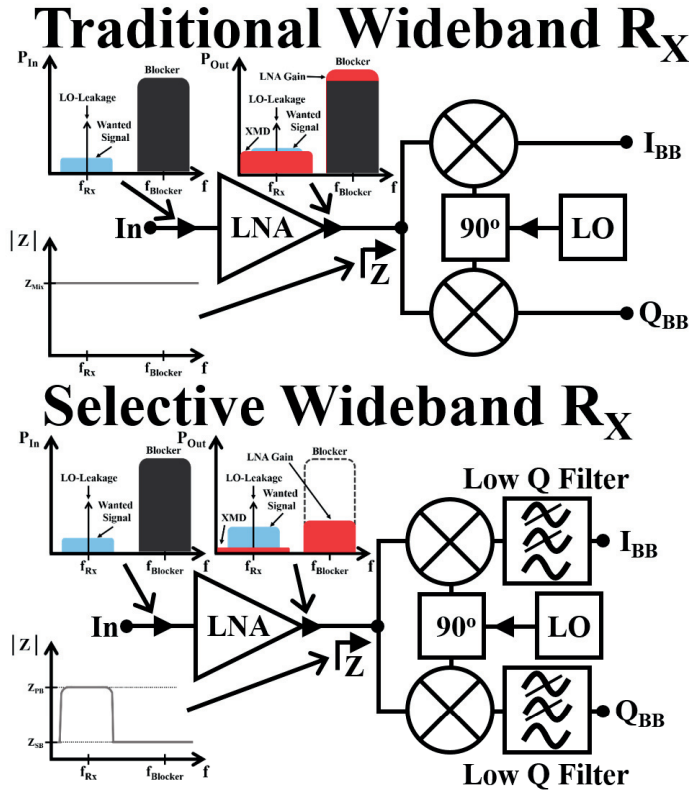 Traditional Wideband RX
PIn
Blocker
LO-Leakage
Wanted
Signal
fRx
fBlocker
f
POut
Blocker
LNA Gain
LO-Leakage
XMD
Wanted
Signal
fRx
fBlocker
f
IBB
In
LNA
90o
LO
Z
|Z|
ZMix
fRx
fBlocker
f
QBB
Selective Wideband RX
PIn
Blocker
LO-Leakage
Wanted
Signal
fRx
fBlocker
f
POut
Blocker
LNA Gain
LO-Leakage
XMD
Wanted
Signal
fRx
fBlocker
f
Low Q Filter
IBB
In
LNA
90o
LO
Z
|Z|
ZPB
ZSB
fRx
fBlocker
f
QBB
Low Q Filter